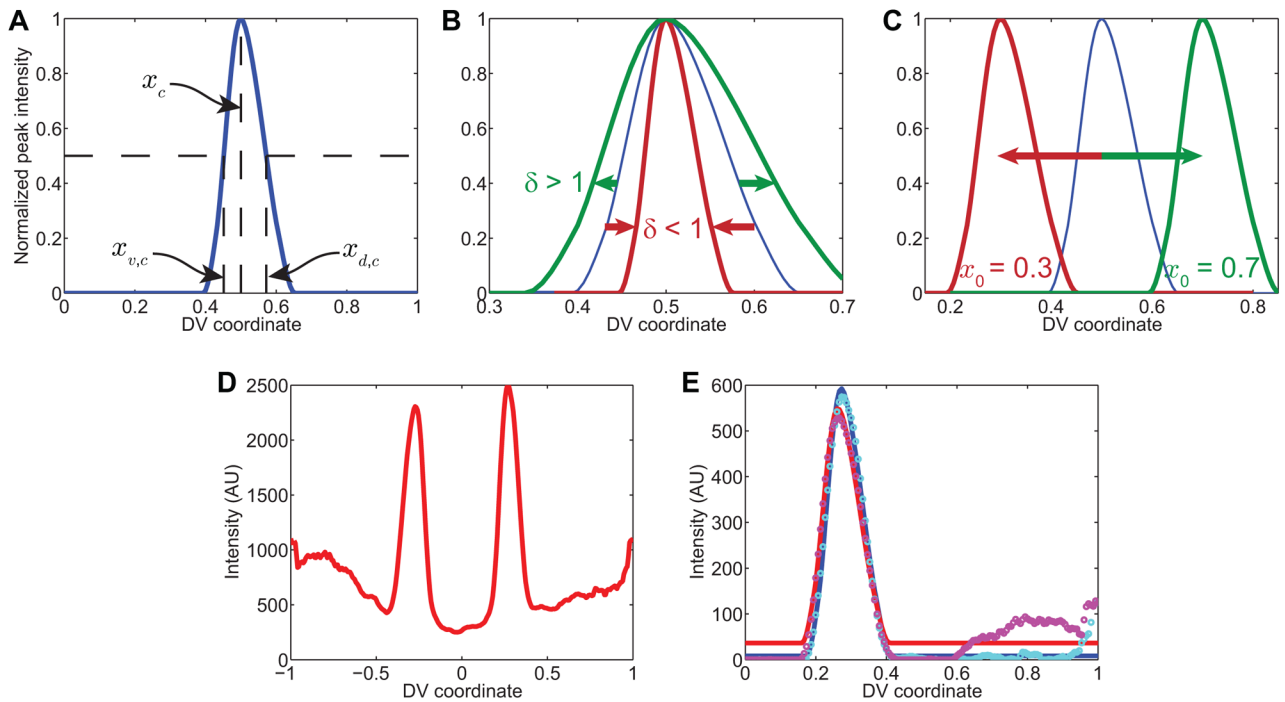 A
Normalized peak intensity
1
0.8
0.6
0.4
0.2
0
0
0.2
0.4
0.6
0.8
1
DV coordinate
x_c
x_{v,c}
x_{d,c}
B
1
0.8
0.6
0.4
0.2
0
0.3
0.4
0.5
0.6
0.7
DV coordinate
δ > 1
δ < 1
C
1
0.8
0.6
0.4
0.2
0
0.2
0.4
0.6
0.8
DV coordinate
x_0 = 0.3
x_0 = 0.7
D
Intensity (AU)
2500
2000
1500
1000
500
0
−1
−0.5
0
0.5
1
DV coordinate
E
Intensity (AU)
600
500
400
300
200
100
0
0
0.2
0.4
0.6
0.8
1
DV coordinate